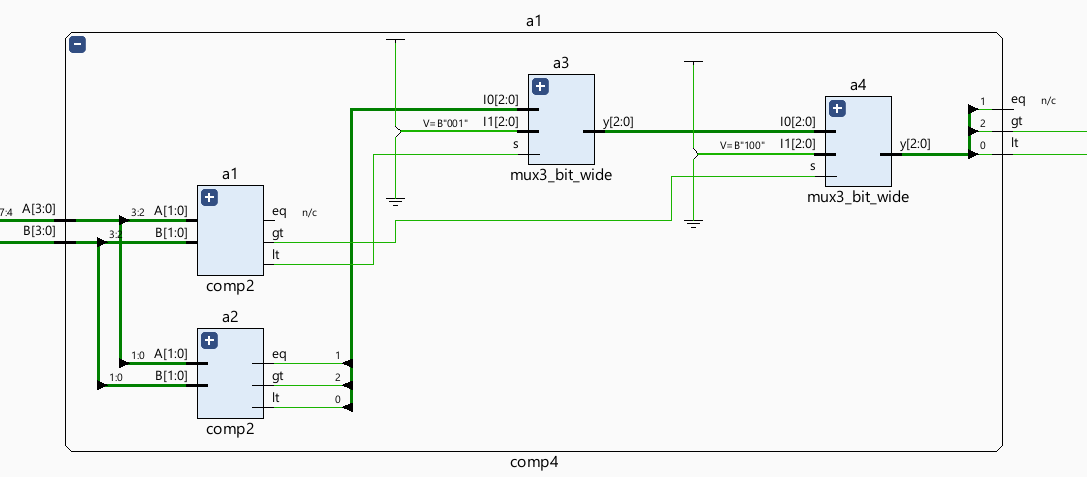 a1
a3
I0[2:0]
V=B"001" I1[2:0] y[2:0]
s
mux3_bit_wide
a4
I0[2:0]
V=B"100" I1[2:0] y[2:0]
s
mux3_bit_wide
1 eq n/c
2 gt
0 lt
a1
7:4 A[3:0] 3:2 A[1:0] eq n/c
B[3:0] 3:2 B[1:0] gt
lt
comp2
a2
1:0 A[1:0] eq 1
1:0 B[1:0] gt 2
lt 0
comp2
comp4